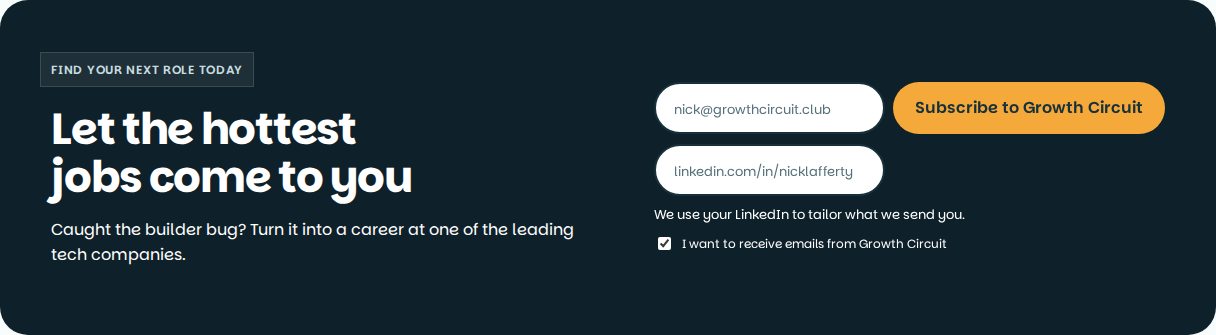 FIND YOUR NEXT ROLE TODAY
Let the hottest
jobs come to you
Caught the builder bug? Turn it into a career at one of the leading
tech companies.
nick@growthcircuit.club
Subscribe to Growth Circuit
linkedin.com/in/nicklafferty
We use your LinkedIn to tailor what we send you.
I want to receive emails from Growth Circuit